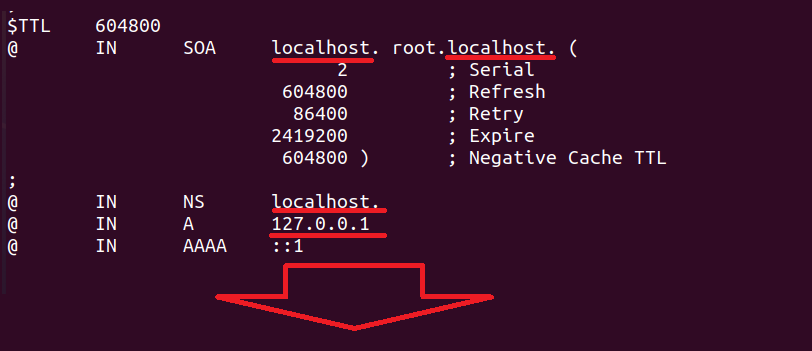 ;
$TTL 604800
@ IN SOA localhost. root.localhost. (
2 ; Serial
604800 ; Refresh
86400 ; Retry
2419200 ; Expire
604800 ) ; Negative Cache TTL
;
@ IN NS localhost.
@ IN A 127.0.0.1
@ IN AAAA ::1